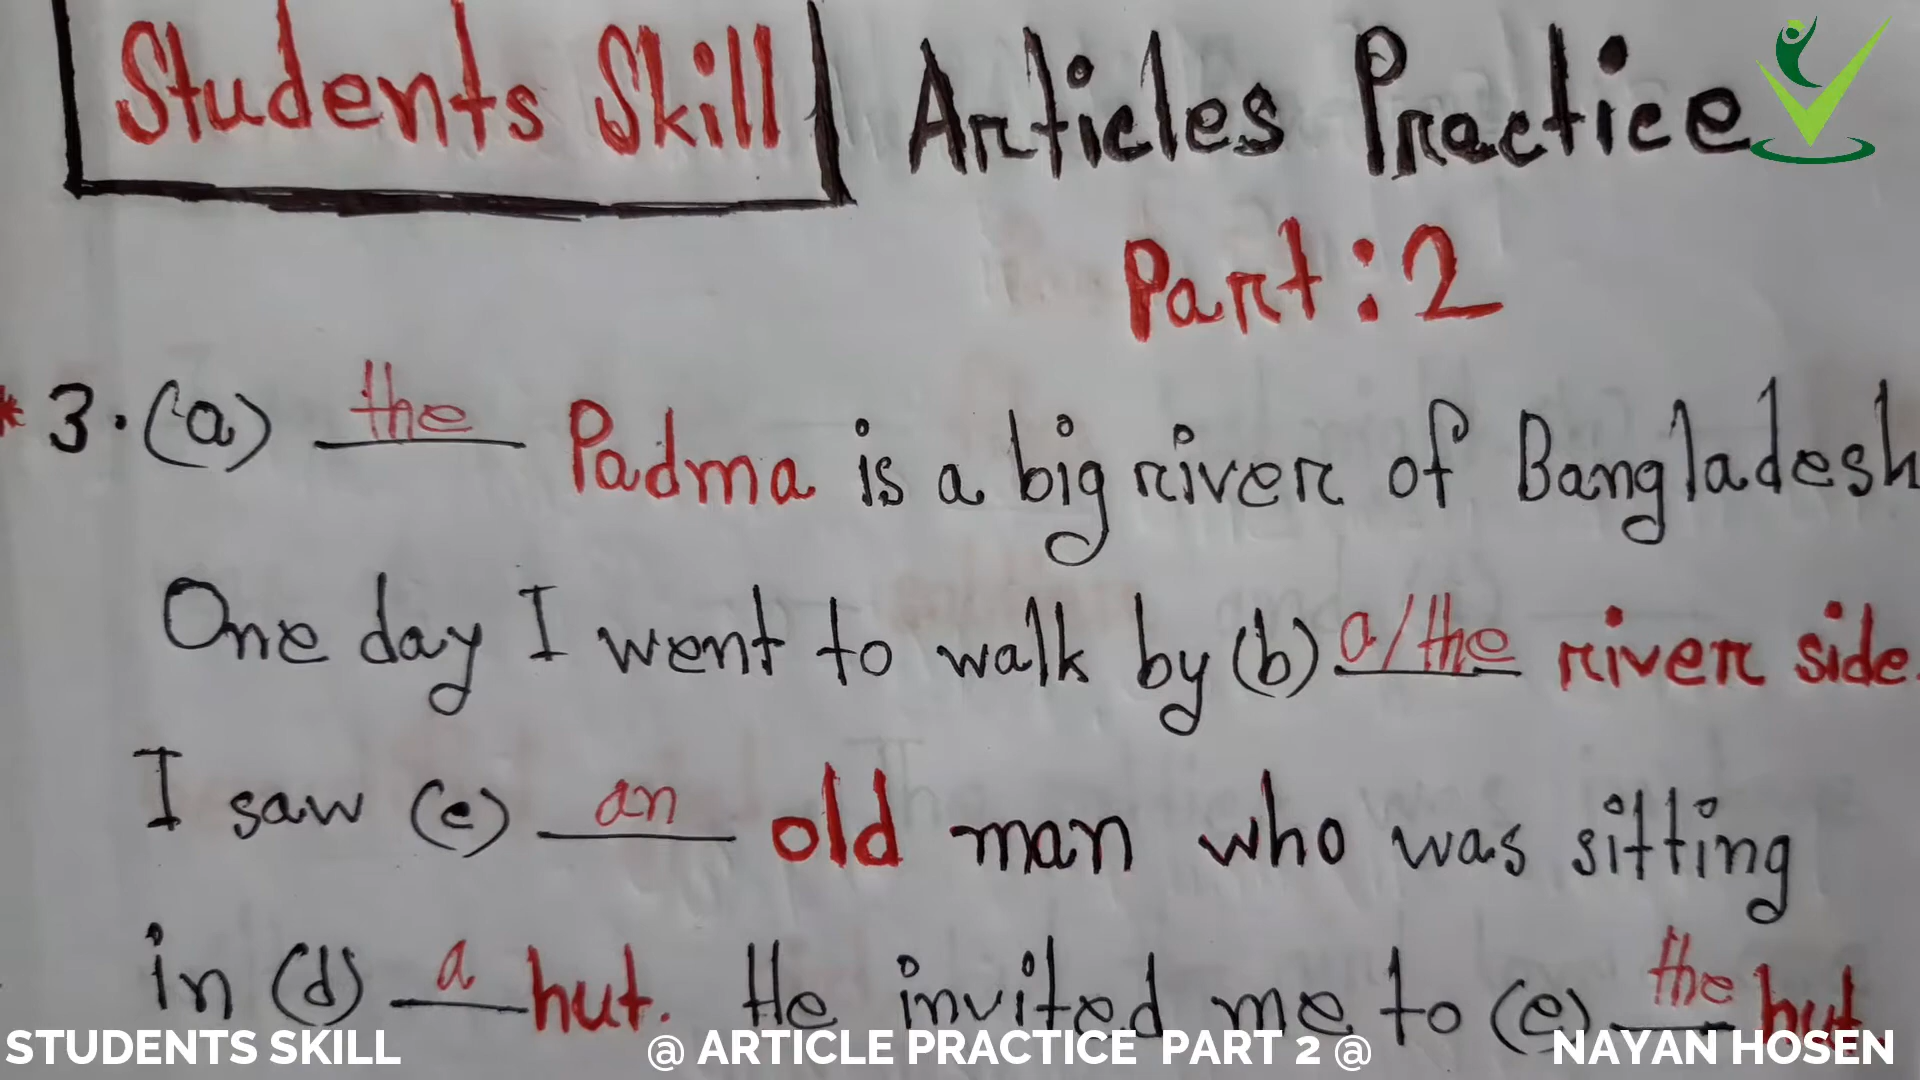 Students Skill Articles Practice
Part: 2
* 3. (a) the Padma is a big river of Bangladesh
One day I went to walk by (b) a/the river side.
I saw (c) an old man who was sitting
in (d) a hut. He invited me to (e) the hut.
STUDENTS SKILL @ ARTICLE PRACTICE PART 2 @ NAYAN HOSEN